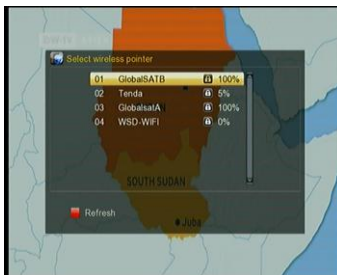 Select wireless pointer
01 GlobalSATB 100%
02 Tenda 5%
03 GlobalsatA 100%
04 WSD-WIFI 0%
SOUTH SUDAN
Refresh
Juba